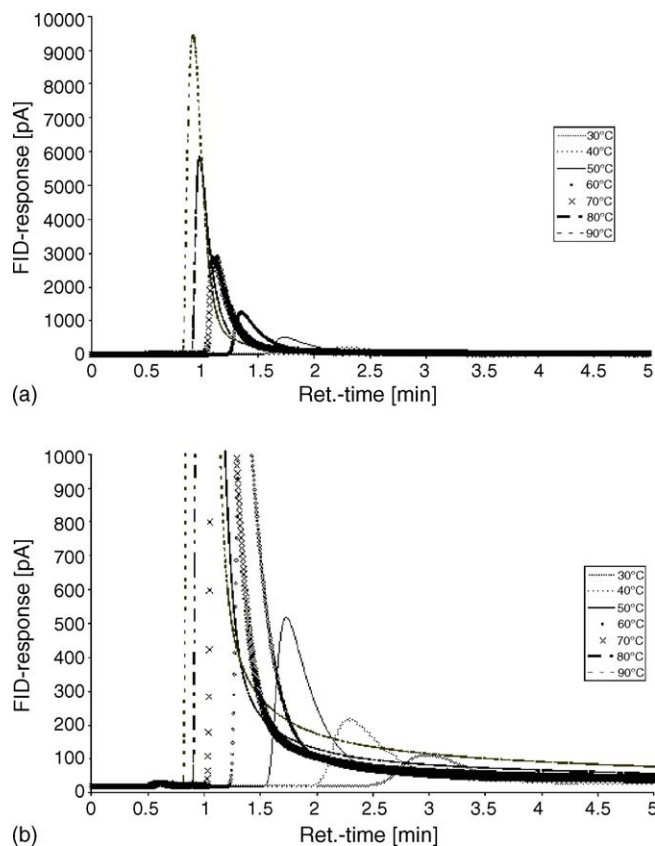 10000
9000
8000
7000
6000
5000
4000
3000
2000
1000
0
FID-response [pA]
30°C
40°C
50°C
60°C
70°C
80°C
90°C
0 0.5 1 1.5 2 2.5 3 3.5 4 4.5 5
(a) Ret.-time [min]
1000
900
800
700
600
500
400
300
200
100
0
FID-response [pA]
30°C
40°C
50°C
60°C
70°C
80°C
90°C
0 0.5 1 1.5 2 2.5 3 3.5 4 4.5 5
(b) Ret.-time [min]